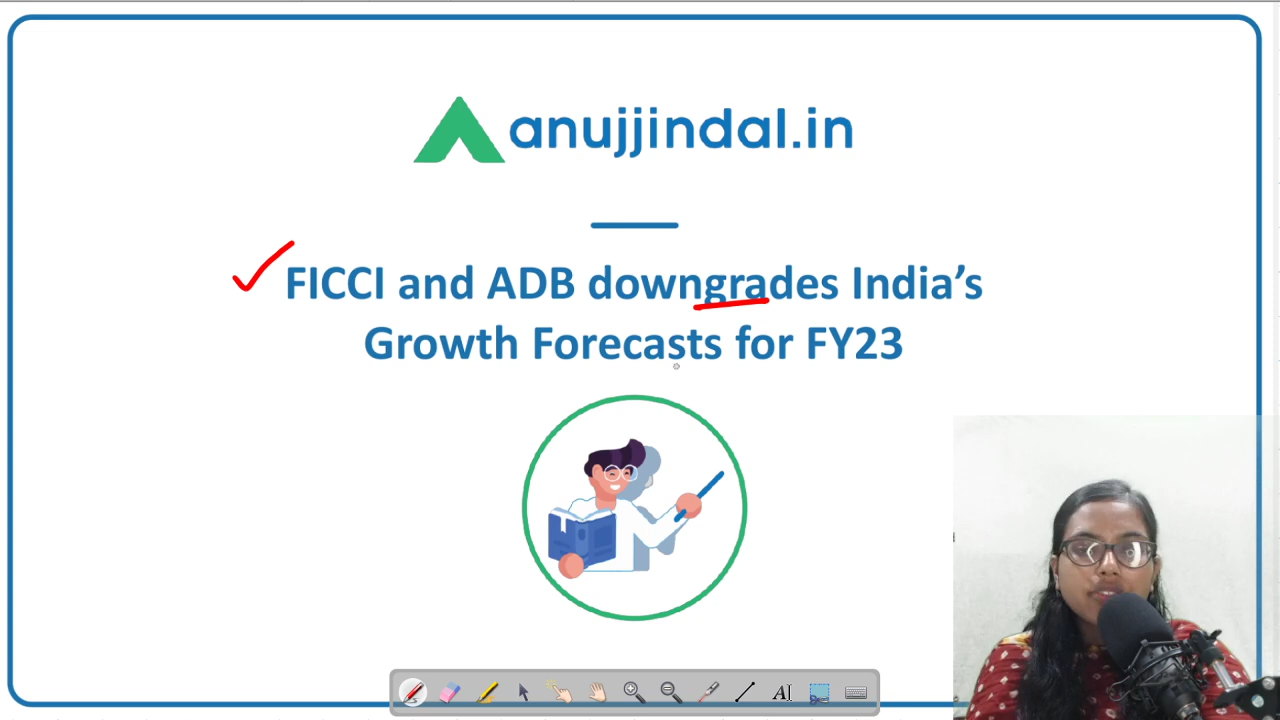 anujjindal.in
FICCI and ADB downgrades India’s
Growth Forecasts for FY23
A